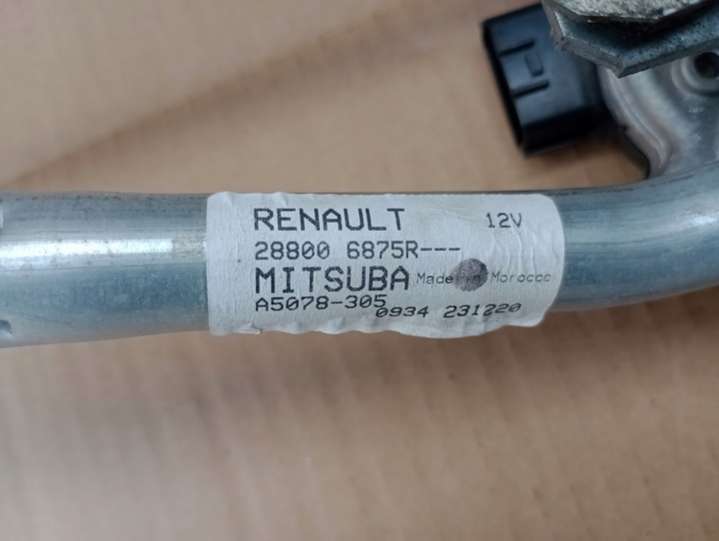 RENAULT 12V
28800 6875R---
MITSUBA Made in Morocco
A5078-305
0934 231220